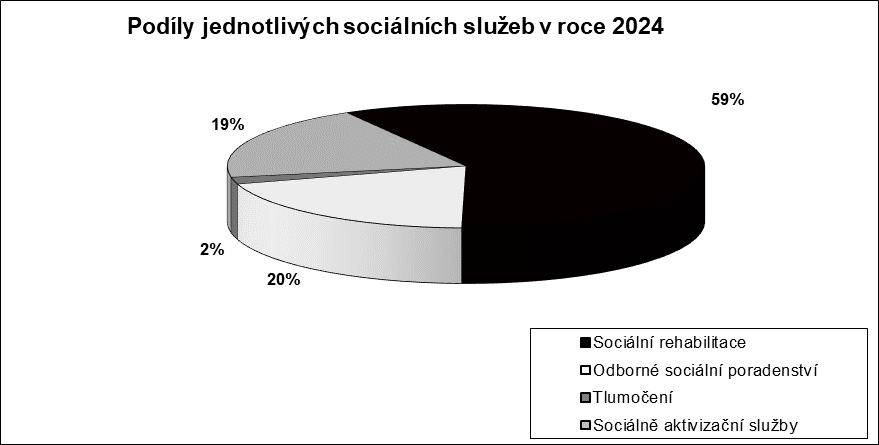 Podíly jednotlivých sociálních služeb v roce 2024
59%
19%
2%
20%
Sociální rehabilitace
Odborné sociální poradenství
Tlumočení
Sociálně aktivizační služby